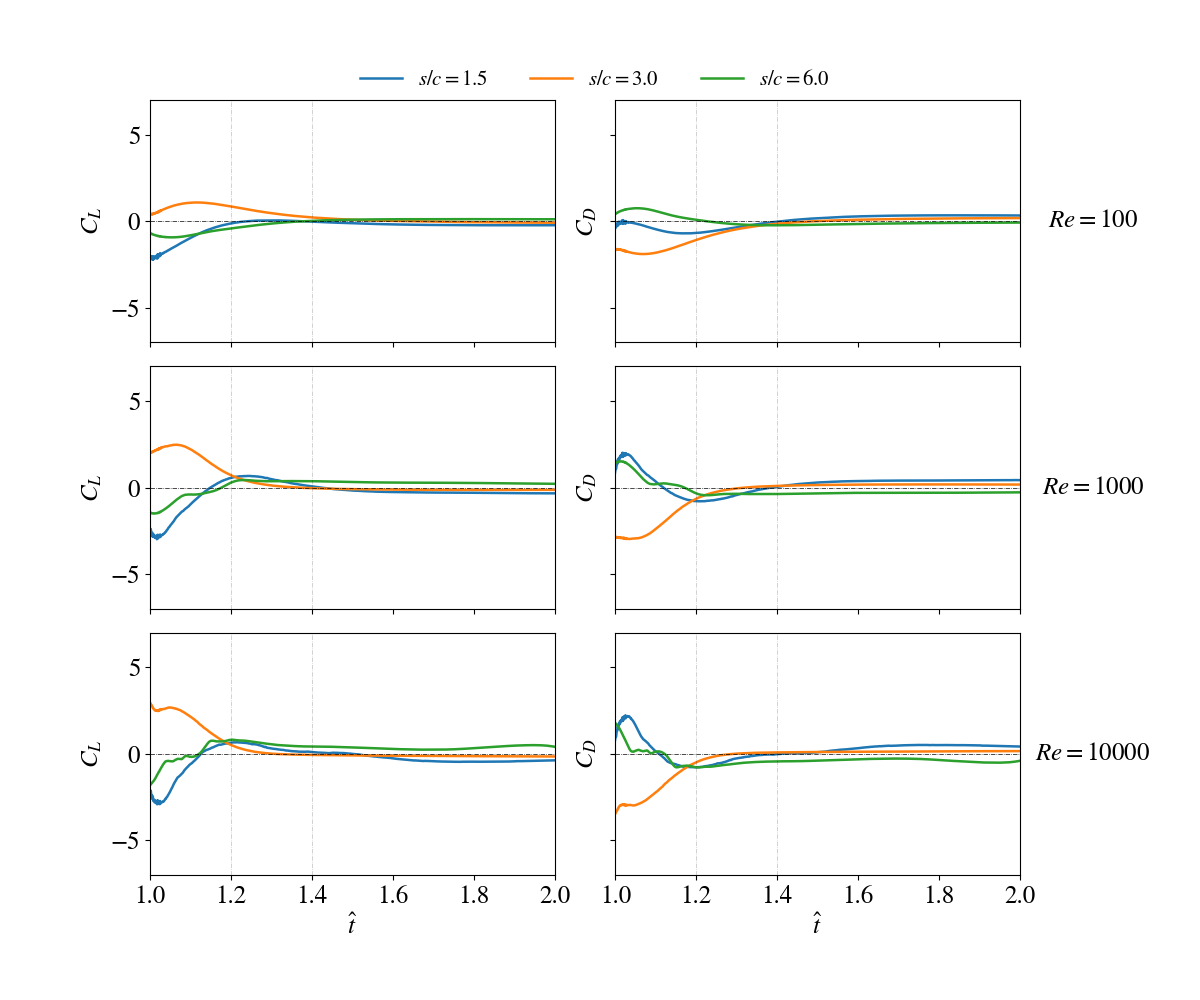 s/c = 1.5 s/c = 3.0 s/c = 6.0
5
0
−5
C_L
C_D
Re = 100
5
0
−5
C_L
C_D
Re = 1000
5
0
−5
C_L
C_D
Re = 10000
1.0 1.2 1.4 1.6 1.8 2.0
1.0 1.2 1.4 1.6 1.8 2.0
t̂
t̂